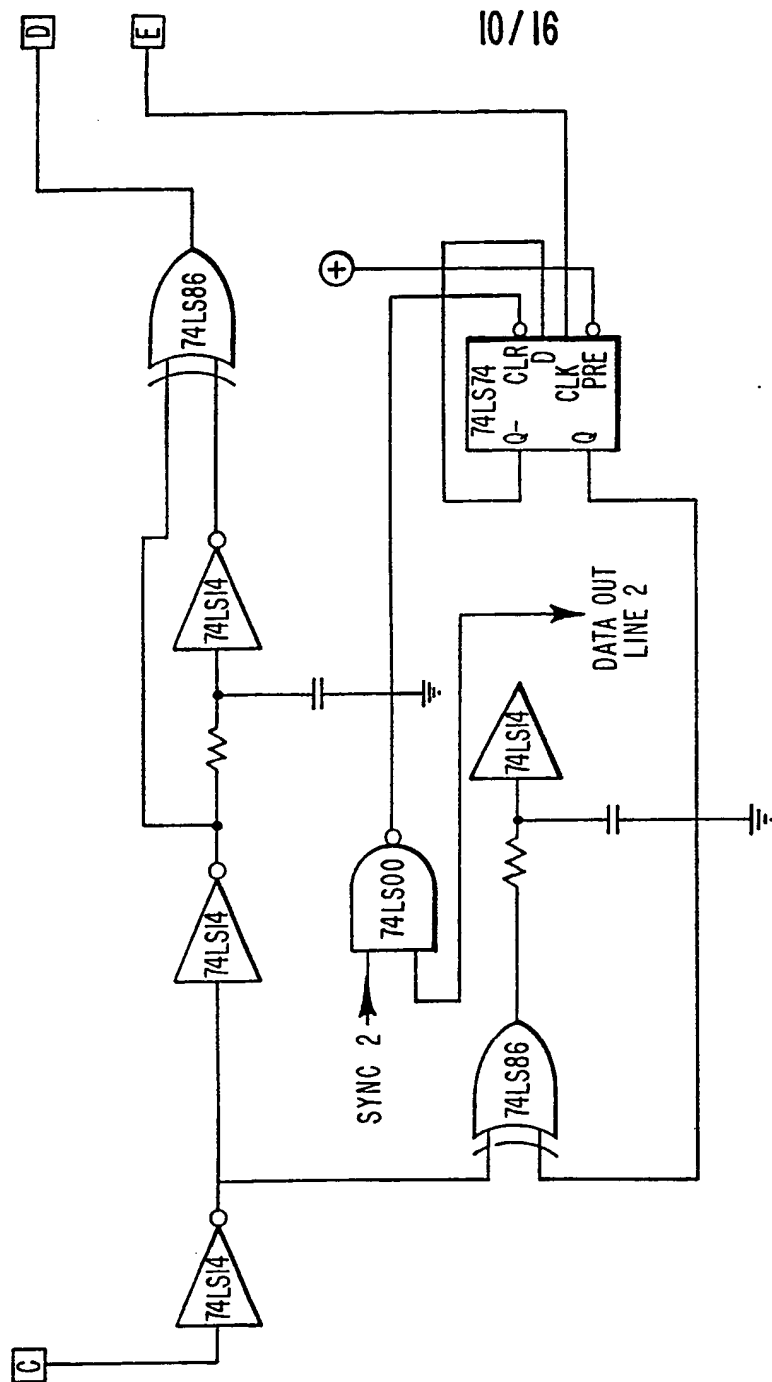 10/16
C
D
E
74LS14
74LS14
74LS14
74LS86
SYNC 2
74LS00
74LS86
74LS14
DATA OUT
LINE 2
74LS74
Q-
CLR
D
CLK
PRE
Q
+